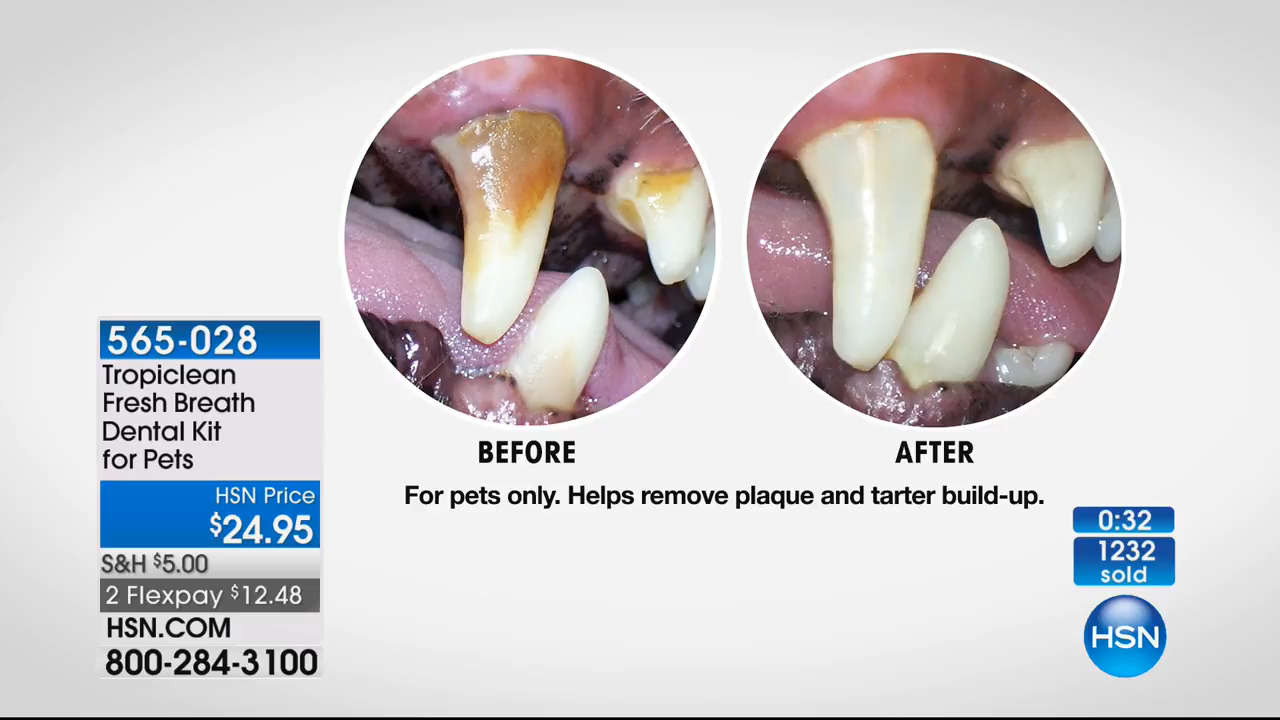 565-028
Tropiclean
Fresh Breath
Dental Kit
for Pets
HSN Price
$24.95
S&H $5.00
2 Flexpay $12.48
HSN.COM
800-284-3100
BEFORE
AFTER
For pets only. Helps remove plaque and tarter build-up.
0:32
1232
sold
HSN